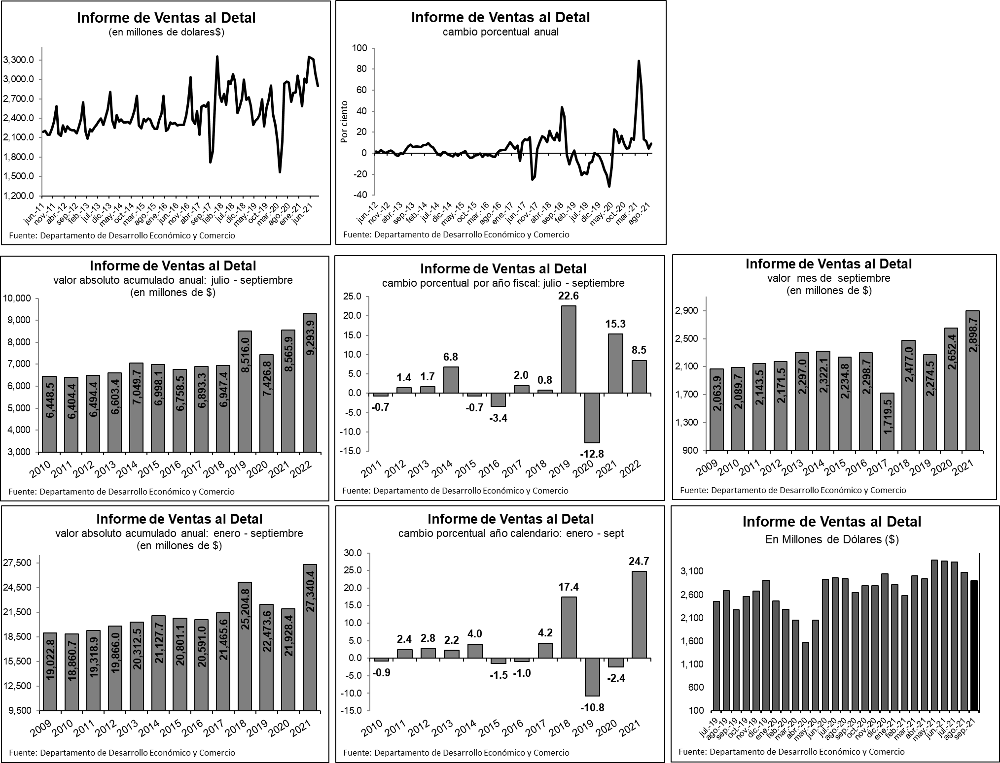 Informe de Ventas al Detal
(en millones de dolares$)
3,300.0
3,000.0
2,700.0
2,400.0
2,100.0
1,800.0
1,500.0
1,200.0
jun.-11
nov.-11
abr.-12
sep.-12
feb.-13
jul.-13
dic.-13
may.-14
oct.-14
mar.-15
ago.-15
ene.-16
jun.-16
nov.-16
abr.-17
sep.-17
feb.-18
jul.-18
dic.-18
may.-19
oct.-19
mar.-20
ago.-20
ene.-21
jun.-21
Fuente: Departamento de Desarrollo Económico y Comercio
Informe de Ventas al Detal
cambio porcentual anual
Por ciento
100
80
60
40
20
0
-20
-40
jun.-12
nov.-12
abr.-13
sep.-13
feb.-14
jul.-14
dic.-14
may.-15
oct.-15
mar.-16
ago.-16
ene.-17
jun.-17
nov.-17
abr.-18
sep.-18
feb.-19
jul.-19
dic.-19
may.-20
oct.-20
mar.-21
ago.-21
Fuente: Departamento de Desarrollo Económico y Comercio
Informe de Ventas al Detal
valor absoluto acumulado anual: julio - septiembre
(en millones de $)
10,000
9,000
8,000
7,000
6,000
5,000
4,000
3,000
6,448.5
6,404.4
6,494.4
6,603.4
7,049.7
6,998.1
6,758.5
6,893.3
6,947.4
8,516.0
7,426.8
8,565.9
9,293.9
2010
2011
2012
2013
2014
2015
2016
2017
2018
2019
2020
2021
2022
Fuente: Departamento de Desarrollo Económico y Comercio
Informe de Ventas al Detal
cambio porcentual por año fiscal: julio - septiembre
25.0
20.0
15.0
10.0
5.0
0.0
-5.0
-10.0
-15.0
-0.7
1.4
1.7
6.8
-0.7
-3.4
2.0
0.8
22.6
-12.8
15.3
8.5
2011
2012
2013
2014
2015
2016
2017
2018
2019
2020
2021
2022
Fuente: Departamento de Desarrollo Económico y Comercio
Informe de Ventas al Detal
valor mes de septiembre
(en millones de $)
2,900
2,500
2,100
1,700
1,300
900
2,063.9
2,089.7
2,143.5
2,171.5
2,297.0
2,322.1
2,234.8
2,298.7
1,719.5
2,477.0
2,274.5
2,652.4
2,898.7
2009
2010
2011
2012
2013
2014
2015
2016
2017
2018
2019
2020
2021
Fuente: Departamento de Desarrollo Económico y Comercio
Informe de Ventas al Detal
valor absoluto acumulado anual: enero - septiembre
(en millones de $)
27,500
24,500
21,500
18,500
15,500
12,500
9,500
19,022.8
18,860.7
19,318.9
19,866.0
20,312.5
21,127.7
20,801.1
20,591.0
21,465.6
25,204.8
22,473.6
21,928.4
27,340.4
2009
2010
2011
2012
2013
2014
2015
2016
2017
2018
2019
2020
2021
Fuente: Departamento de Desarrollo Económico y Comercio
Informe de Ventas al Detal
cambio porcentual año calendario: enero - sept
30.0
25.0
20.0
15.0
10.0
5.0
0.0
-5.0
-10.0
-15.0
-0.9
2.4
2.8
2.2
4.0
-1.5
-1.0
4.2
17.4
-10.8
-2.4
24.7
2010
2011
2012
2013
2014
2015
2016
2017
2018
2019
2020
2021
Fuente: Departamento de Desarrollo Económico y Comercio
Informe de Ventas al Detal
En Millones de Dólares ($)
3,100
2,600
2,100
1,600
1,100
600
100
jul.-19
ago.-19
sep.-19
oct.-19
nov.-19
dic.-19
ene.-20
feb.-20
mar.-20
abr.-20
may.-20
jun.-20
jul.-20
ago.-20
sep.-20
oct.-20
nov.-20
dic.-20
ene.-21
feb.-21
mar.-21
abr.-21
may.-21
jun.-21
jul.-21
ago.-21
sep.-21
Fuente: Departamento de Desarrollo Económico y Comercio